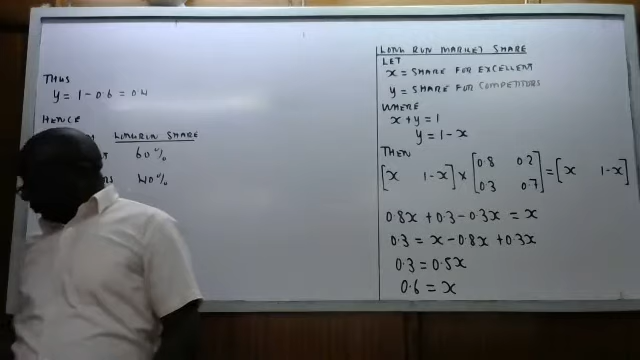 THUS
y = 1 - 0.6 = 0.4
HENCE
LONGRUN SHARE
60%
40%
LONG RUN MARKET SHARE
LET
x = SHARE FOR EXCELLENT
y = SHARE FOR COMPETITORS
WHERE
x + y = 1
y = 1 - x
THEN
[x 1-x] × [0.8 0.2
0.3 0.7] = [x 1-x]
0.8x + 0.3 - 0.3x = x
0.3 = x - 0.8x + 0.3x
0.3 = 0.5x
0.6 = x